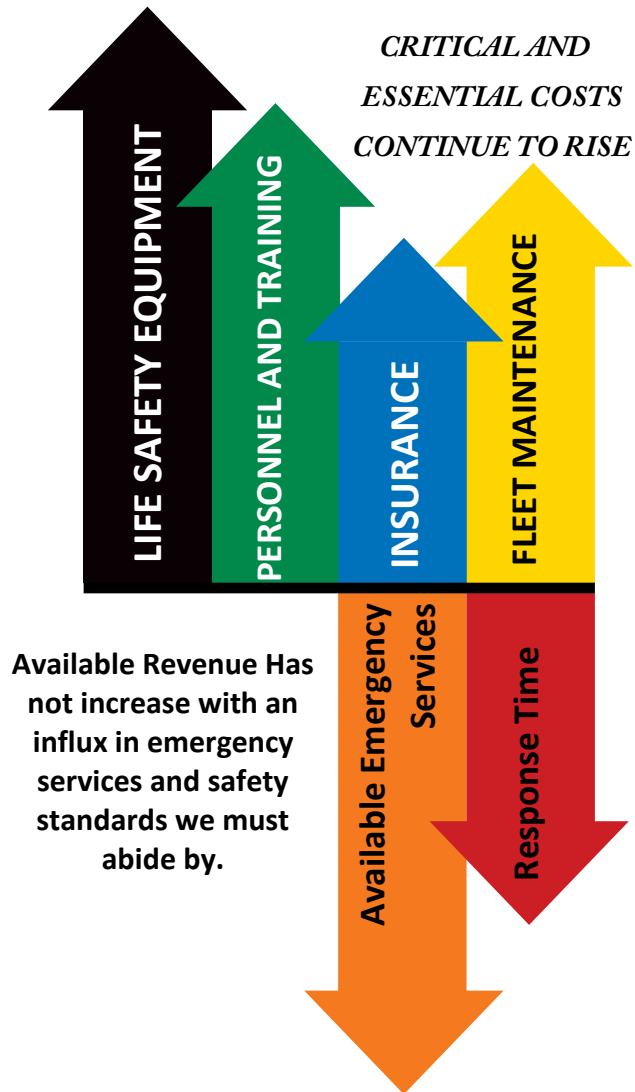 CRITICAL AND
ESSENTIAL COSTS
CONTINUE TO RISE
LIFE SAFETY EQUIPMENT
PERSONNEL AND TRAINING
INSURANCE
FLEET MAINTENANCE
Available Revenue Has
not increase with an
influx in emergency
services and safety
standards we must
abide by.
Available Emergency
Services
Response Time